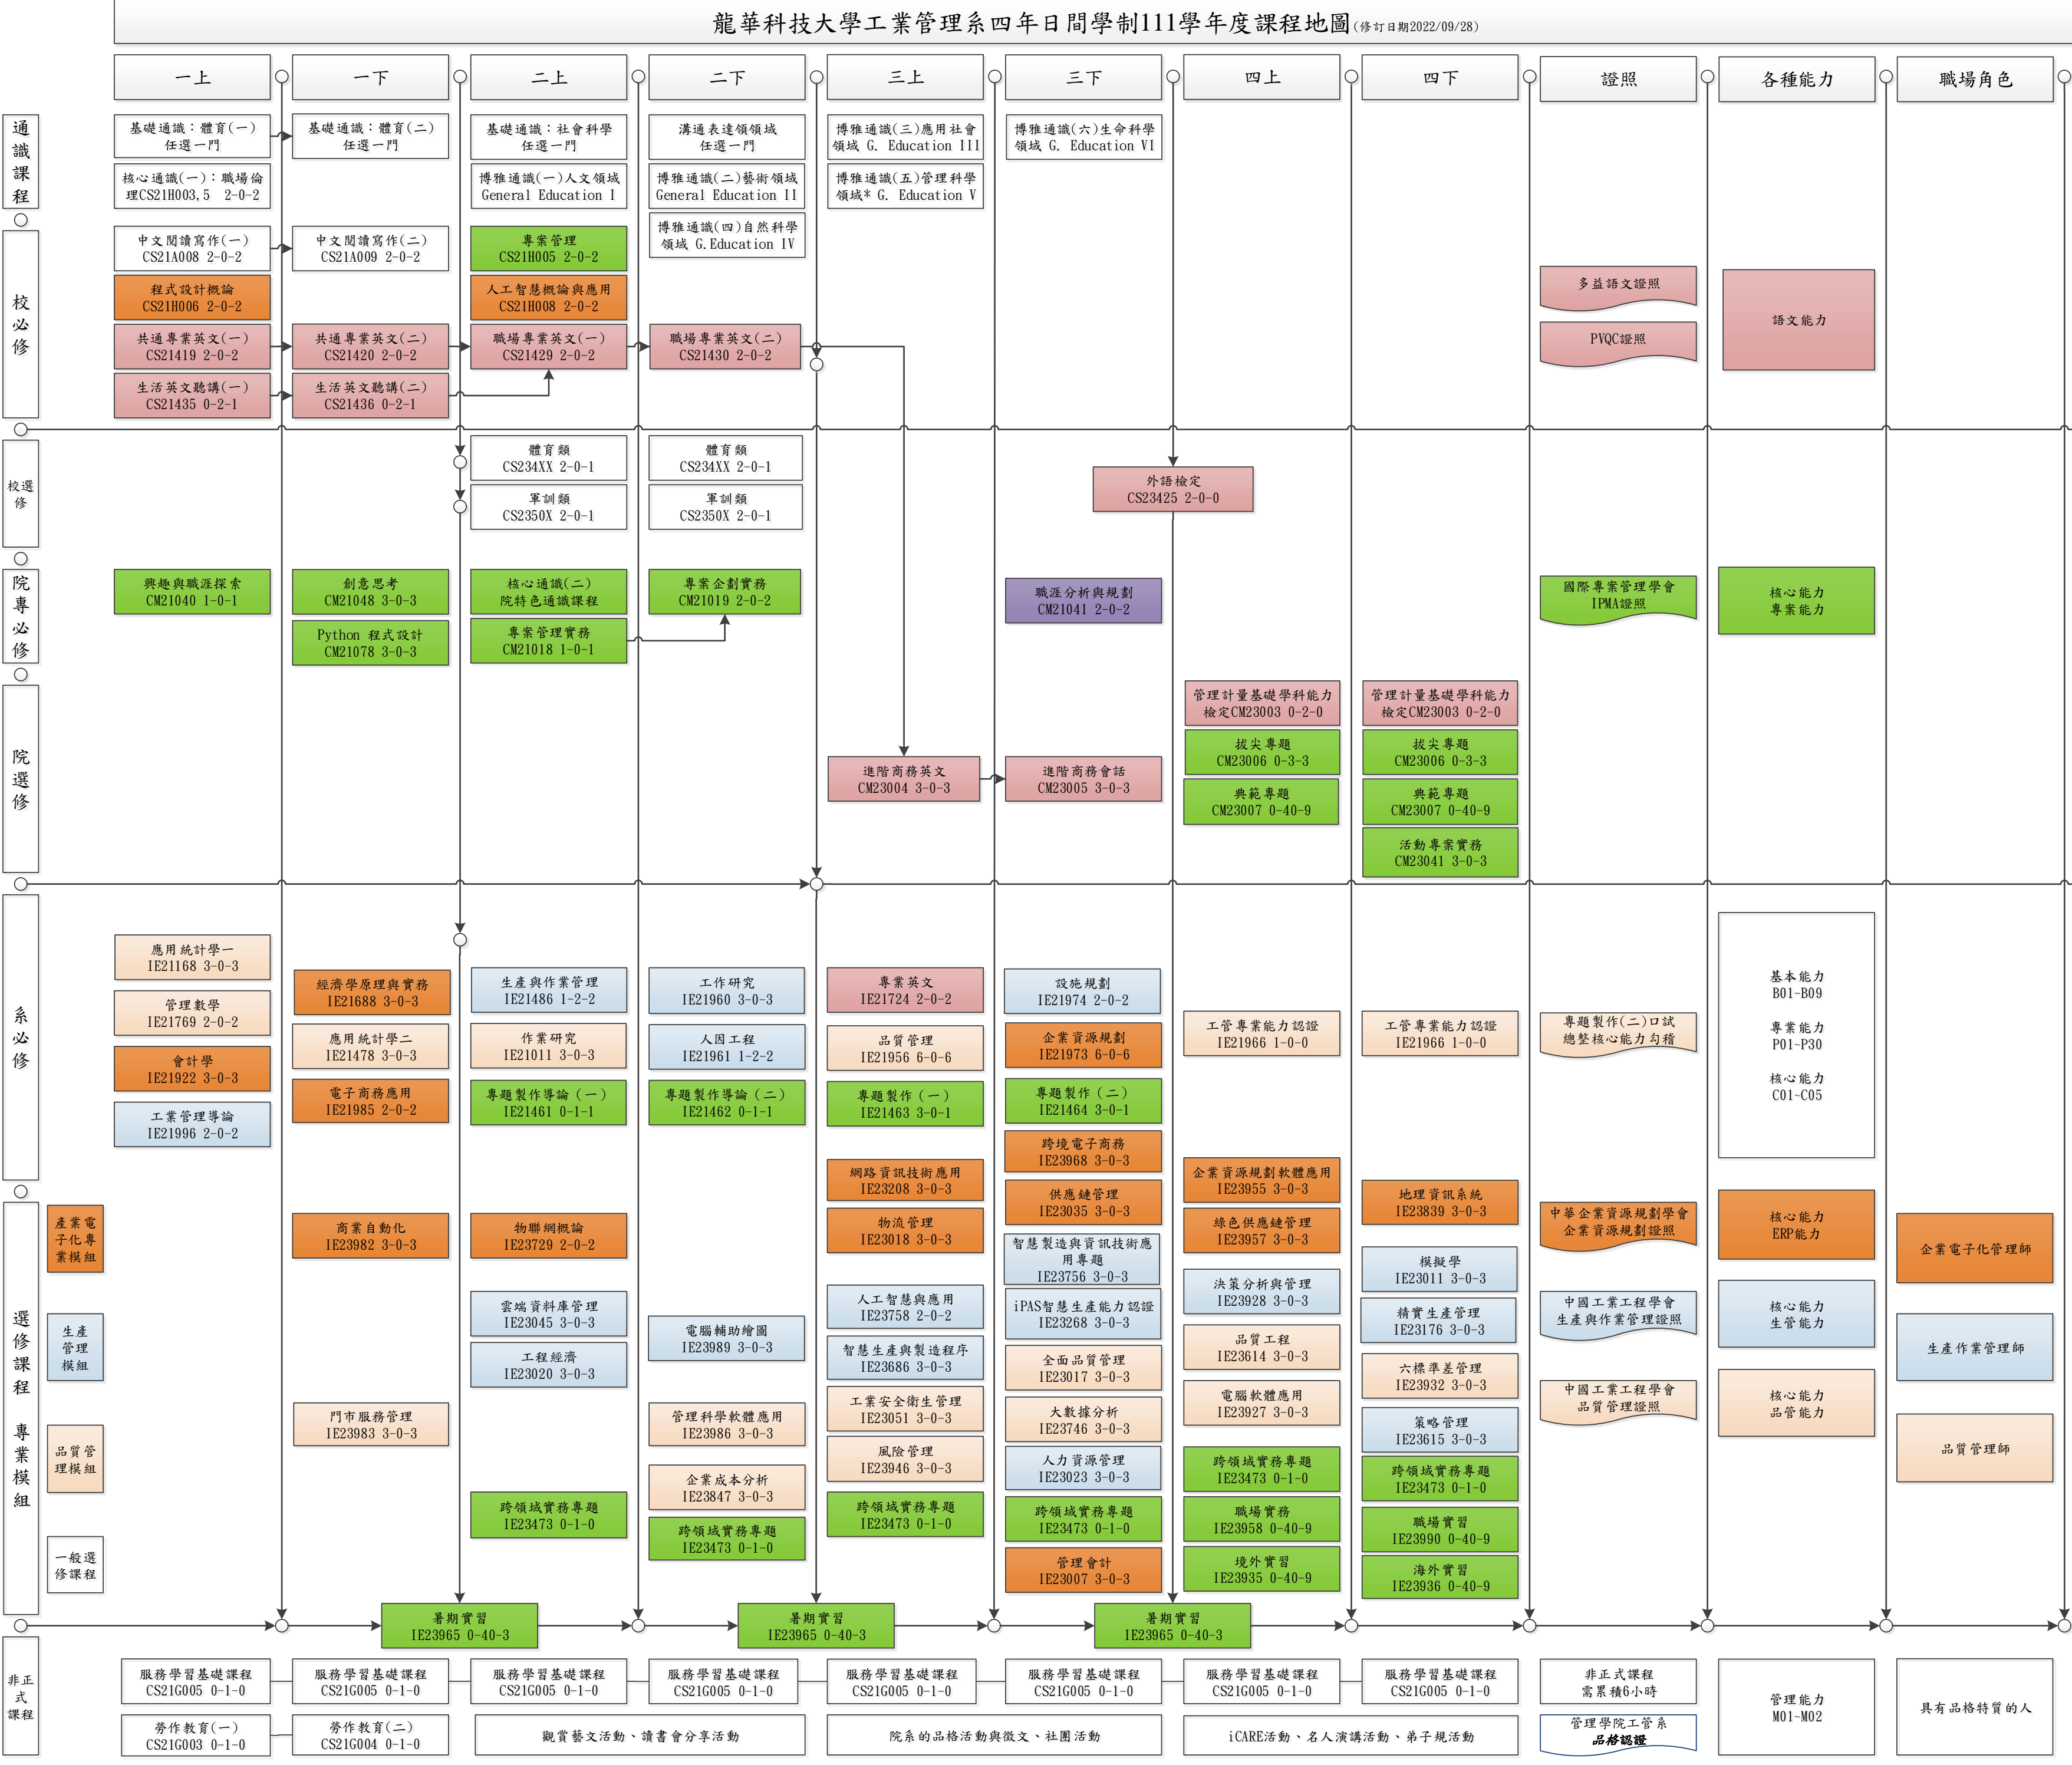 龍華科技大學工業管理系四年日間學制111學年度課程地圖(修訂日期2022/09/28)
一上
一下
二上
二下
三上
三下
四上
四下
證照
各種能力
職場角色
通識課程
基礎通識：體育(一)
任選一門
基礎通識：體育(二)
任選一門
基礎通識：社會科學
任選一門
溝通表達領領域
任選一門
博雅通識(三)應用社會
領域 G. Education III
博雅通識(六)生命科學
領域 G. Education VI
核心通識(一)：職場倫
理CS21H003,5 2-0-2
博雅通識(一)人文領域
General Education I
博雅通識(二)藝術領域
General Education II
博雅通識(五)管理科學
領域* G. Education V
博雅通識(四)自然科學
領域 G.Education IV
校必修
中文閱讀寫作(一)
CS21A008 2-0-2
中文閱讀寫作(二)
CS21A009 2-0-2
專案管理
CS21H005 2-0-2
程式設計概論
CS21H006 2-0-2
人工智慧概論與應用
CS21H008 2-0-2
共通專業英文(一)
CS21419 2-0-2
共通專業英文(二)
CS21420 2-0-2
職場專業英文(一)
CS21429 2-0-2
職場專業英文(二)
CS21430 2-0-2
生活英文聽講(一)
CS21435 0-2-1
生活英文聽講(二)
CS21436 0-2-1
多益語文證照
PVQC證照
語文能力
校選修
體育類
CS234XX 2-0-1
體育類
CS234XX 2-0-1
軍訓類
CS2350X 2-0-1
軍訓類
CS2350X 2-0-1
外語檢定
CS23425 2-0-0
院專必修
興趣與職涯探索
CM21040 1-0-1
創意思考
CM21048 3-0-3
核心通識(二)
院特色通識課程
專案企劃實務
CM21019 2-0-2
職涯分析與規劃
CM21041 2-0-2
國際專案管理學會
IPMA證照
核心能力
專案能力
Python 程式設計
CM21078 3-0-3
專案管理實務
CM21018 1-0-1
院選修
管理計量基礎學科能力
檢定CM23003 0-2-0
管理計量基礎學科能力
檢定CM23003 0-2-0
拔尖專題
CM23006 0-3-3
拔尖專題
CM23006 0-3-3
進階商務英文
CM23004 3-0-3
進階商務會話
CM23005 3-0-3
典範專題
CM23007 0-40-9
典範專題
CM23007 0-40-9
活動專案實務
CM23041 3-0-3
系必修
應用統計學一
IE21168 3-0-3
管理數學
IE21769 2-0-2
會計學
IE21922 3-0-3
工業管理導論
IE21996 2-0-2
經濟學原理與實務
IE21688 3-0-3
應用統計學二
IE21478 3-0-3
電子商務應用
IE21985 2-0-2
生產與作業管理
IE21486 1-2-2
作業研究
IE21011 3-0-3
專題製作導論（一）
IE21461 0-1-1
工作研究
IE21960 3-0-3
人因工程
IE21961 1-2-2
專題製作導論（二）
IE21462 0-1-1
專業英文
IE21724 2-0-2
品質管理
IE21956 6-0-6
專題製作（一）
IE21463 3-0-1
設施規劃
IE21974 2-0-2
企業資源規劃
IE21973 6-0-6
專題製作（二）
IE21464 3-0-1
工管專業能力認證
IE21966 1-0-0
工管專業能力認證
IE21966 1-0-0
專題製作(二)口試
總整核心能力勾稽
基本能力
B01~B09
專業能力
P01~P30
核心能力
C01~C05
選修課程 專業模組
產業電
子化專
業模組
生產
管理
模組
品質管
理模組
一般選
修課程
商業自動化
IE23982 3-0-3
門市服務管理
IE23983 3-0-3
物聯網概論
IE23729 2-0-2
雲端資料庫管理
IE23045 3-0-3
工程經濟
IE23020 3-0-3
跨領域實務專題
IE23473 0-1-0
電腦輔助繪圖
IE23989 3-0-3
管理科學軟體應用
IE23986 3-0-3
企業成本分析
IE23847 3-0-3
跨領域實務專題
IE23473 0-1-0
網路資訊技術應用
IE23208 3-0-3
物流管理
IE23018 3-0-3
人工智慧與應用
IE23758 2-0-2
智慧生產與製造程序
IE23686 3-0-3
工業安全衛生管理
IE23051 3-0-3
風險管理
IE23946 3-0-3
跨領域實務專題
IE23473 0-1-0
跨境電子商務
IE23968 3-0-3
供應鏈管理
IE23035 3-0-3
智慧製造與資訊技術應
用專題
IE23756 3-0-3
iPAS智慧生產能力認證
IE23268 3-0-3
全面品質管理
IE23017 3-0-3
大數據分析
IE23746 3-0-3
人力資源管理
IE23023 3-0-3
跨領域實務專題
IE23473 0-1-0
管理會計
IE23007 3-0-3
企業資源規劃軟體應用
IE23955 3-0-3
綠色供應鏈管理
IE23957 3-0-3
決策分析與管理
IE23928 3-0-3
品質工程
IE23614 3-0-3
電腦軟體應用
IE23927 3-0-3
跨領域實務專題
IE23473 0-1-0
職場實務
IE23958 0-40-9
境外實習
IE23935 0-40-9
地理資訊系統
IE23839 3-0-3
模擬學
IE23011 3-0-3
精實生產管理
IE23176 3-0-3
六標準差管理
IE23932 3-0-3
策略管理
IE23615 3-0-3
跨領域實務專題
IE23473 0-1-0
職場實習
IE23990 0-40-9
海外實習
IE23936 0-40-9
中華企業資源規劃學會
企業資源規劃證照
中國工業工程學會
生產與作業管理證照
中國工業工程學會
品質管理證照
核心能力
ERP能力
核心能力
生管能力
核心能力
品管能力
企業電子化管理師
生產作業管理師
品質管理師
暑期實習
IE23965 0-40-3
暑期實習
IE23965 0-40-3
暑期實習
IE23965 0-40-3
非正式課程
服務學習基礎課程
CS21G005 0-1-0
服務學習基礎課程
CS21G005 0-1-0
服務學習基礎課程
CS21G005 0-1-0
服務學習基礎課程
CS21G005 0-1-0
服務學習基礎課程
CS21G005 0-1-0
服務學習基礎課程
CS21G005 0-1-0
服務學習基礎課程
CS21G005 0-1-0
服務學習基礎課程
CS21G005 0-1-0
非正式課程
需累積6小時
管理能力
M01~M02
具有品格特質的人
勞作教育(一)
CS21G003 0-1-0
勞作教育(二)
CS21G004 0-1-0
觀賞藝文活動、讀書會分享活動
院系的品格活動與徵文、社團活動
iCARE活動、名人演講活動、弟子規活動
管理學院工管系
品格認證